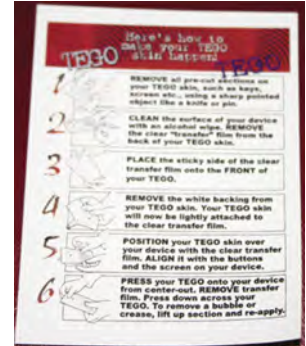 Here's how to
make your TEGO
skin happen!
TEGO
TEGO
1
REMOVE all pre-cut sections on
your TEGO skin, such as keys,
screen etc., using a sharp pointed
object like a knife or pin.
2
CLEAN the surface of your device
with an alcohol wipe. REMOVE
the clear "transfer" film from the
back of your TEGO skin.
3
PLACE the sticky side of the clear
transfer film onto the FRONT of
your TEGO.
4
REMOVE the white backing from
your TEGO skin. Your TEGO skin
will now be lightly attached to
the clear transfer film.
5
POSITION your TEGO skin over
your device with the clear transfer
film. ALIGN it with the buttons
and the screen on your device.
6
PRESS your TEGO onto your device
from center-out. REMOVE transfer
film. Press down across your
TEGO. To remove a bubble or
crease, lift up section and re-apply.